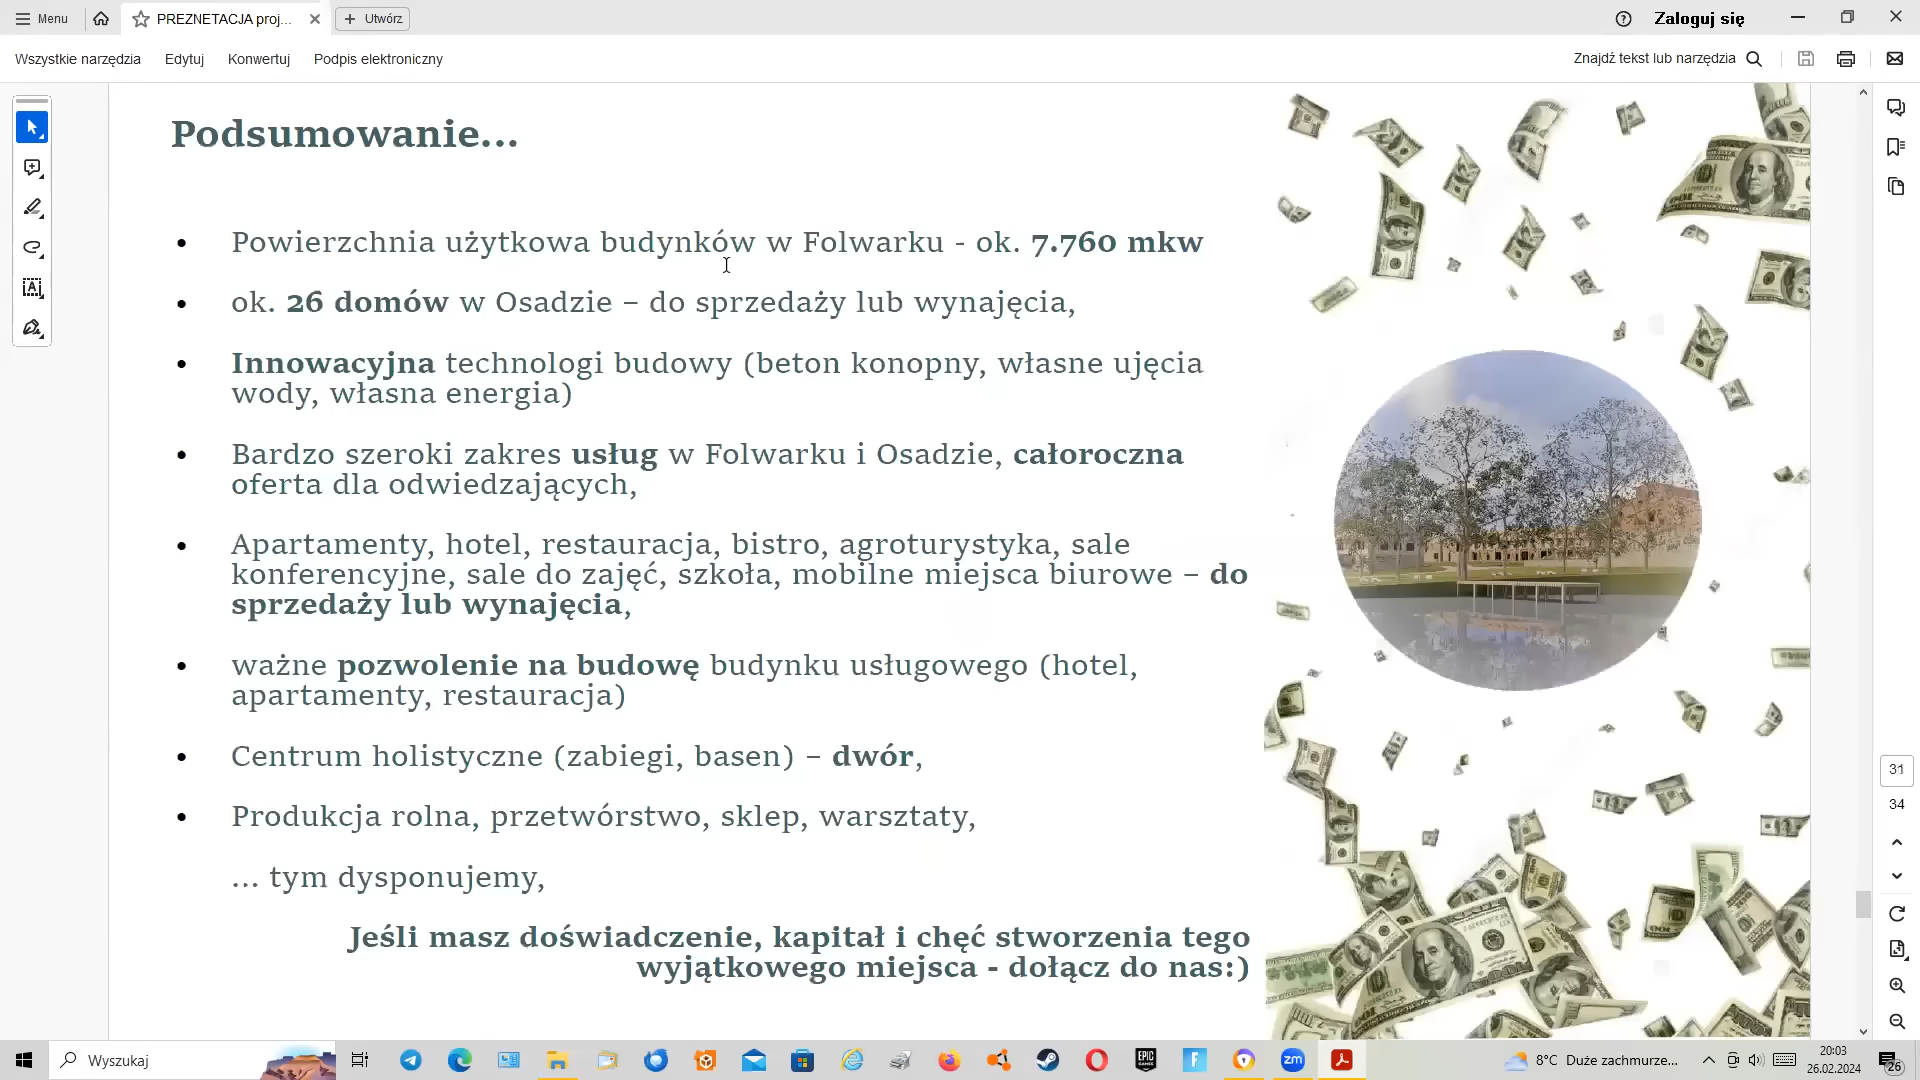 Menu
PREZNETACJA proj...
Utwórz
Zaloguj się
Wszystkie narzędzia
Edytuj
Konwertuj
Podpis elektroniczny
Znajdź tekst lub narzędzia
Podsumowanie...
• Powierzchnia użytkowa budynków w Folwarku - ok. 7.760 mkw
• ok. 26 domów w Osadzie – do sprzedaży lub wynajęcia,
• Innowacyjna technologi budowy (beton konopny, własne ujęcia
wody, własna energia)
• Bardzo szeroki zakres usług w Folwarku i Osadzie, całoroczna
oferta dla odwiedzających,
• Apartamenty, hotel, restauracja, bistro, agroturystyka, sale
konferencyjne, sale do zajęć, szkoła, mobilne miejsca biurowe – do
sprzedaży lub wynajęcia,
• ważne pozwolenie na budowę budynku usługowego (hotel,
apartamenty, restauracja)
• Centrum holistyczne (zabiegi, basen) – dwór,
• Produkcja rolna, przetwórstwo, sklep, warsztaty,
... tym dysponujemy,
Jeśli masz doświadczenie, kapitał i chęć stworzenia tego
wyjątkowego miejsca - dołącz do nas:)
31
34
Wyszukaj
EPIC
GAMES
zm
8°C Duże zachmurze...
20:03
26.02.2024
26